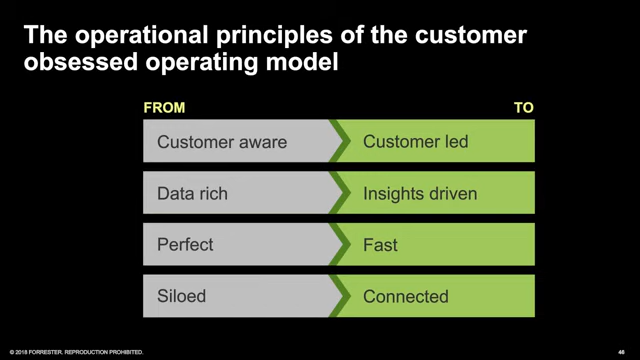 The operational principles of the customer
obsessed operating model
FROM TO
Customer aware Customer led
Data rich Insights driven
Perfect Fast
Siloed Connected
© 2018 FORRESTER. REPRODUCTION PROHIBITED. 46